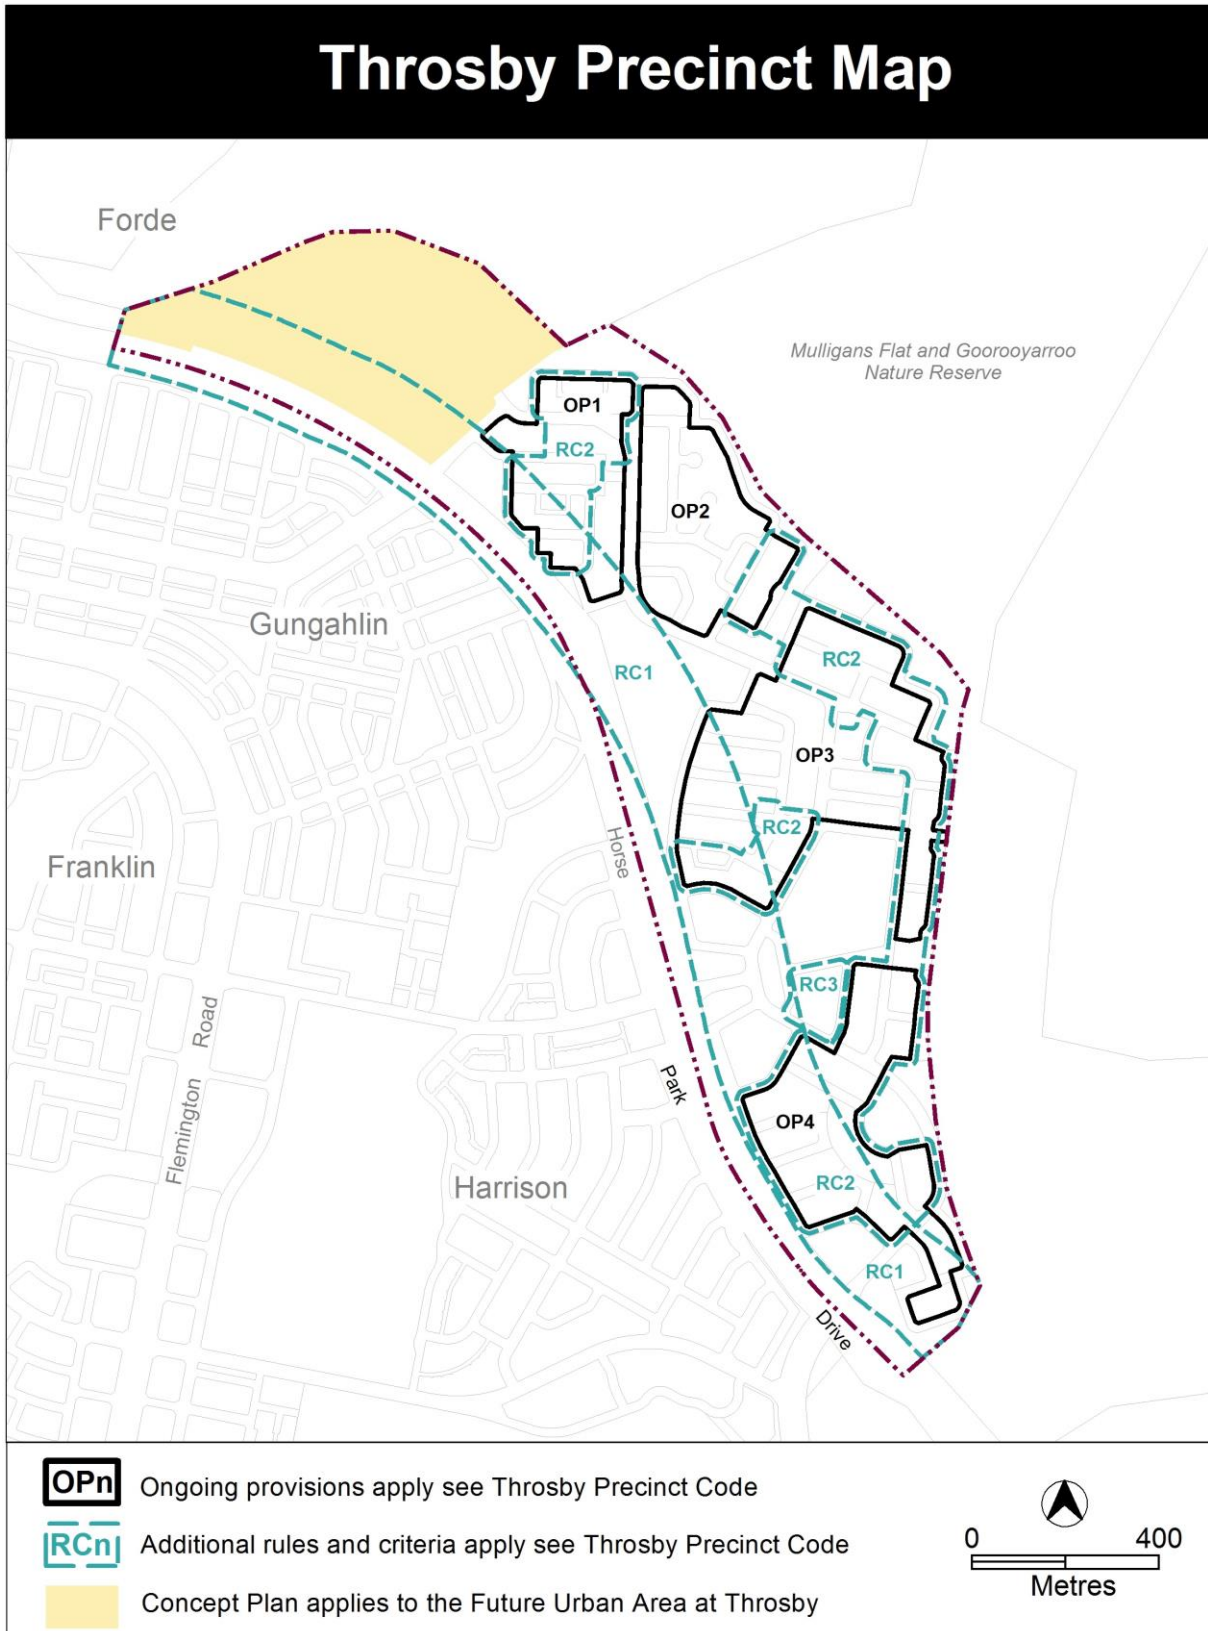 Throsby Precinct Map
Forde
Mulligans Flat and Goorooyarroo
Nature Reserve
OP1
RC2
OP2
Gungahlin
RC2
RC1
OP3
RC2
Horse
Franklin
RC3
Flemington Road
Park
OP4
RC2
Harrison
RC1
Drive
OPn Ongoing provisions apply see Throsby Precinct Code
RCn Additional rules and criteria apply see Throsby Precinct Code
Concept Plan applies to the Future Urban Area at Throsby
0 400
Metres